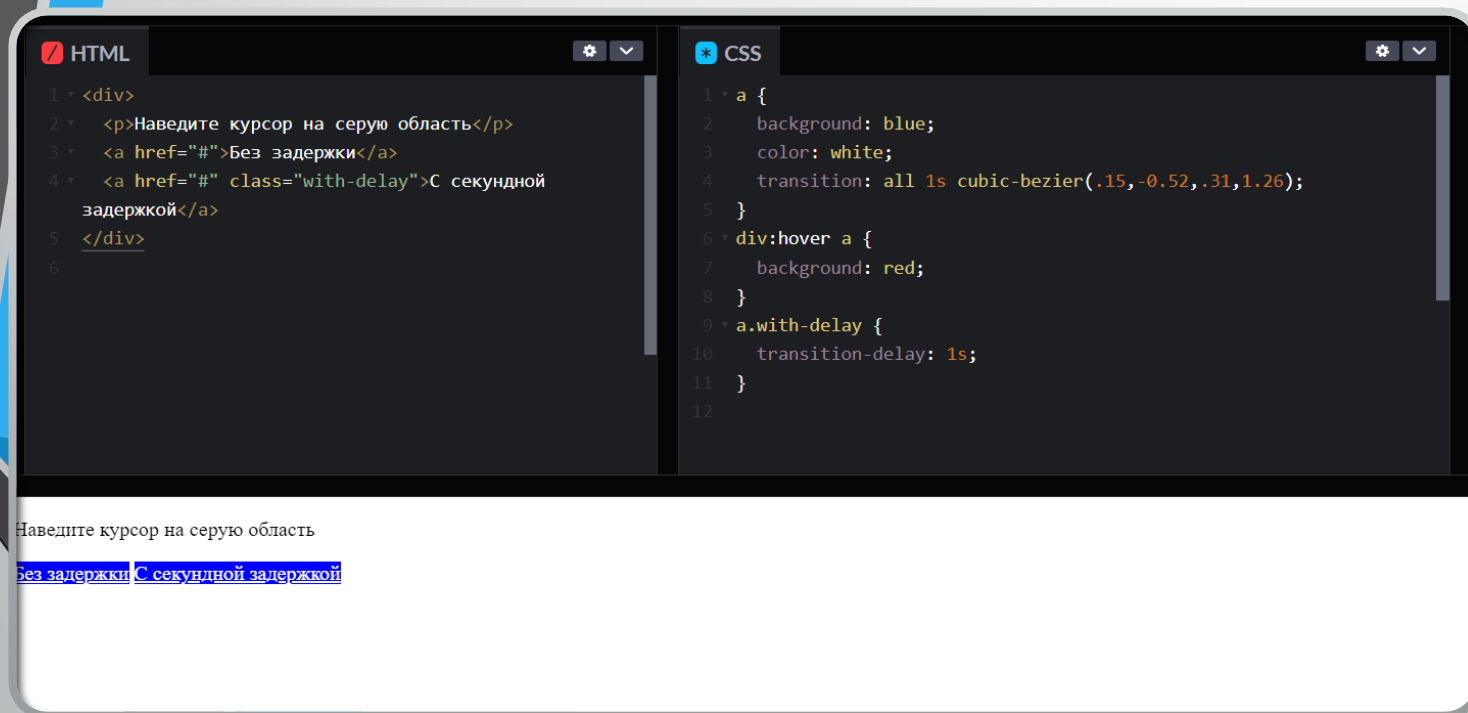 HTML
1 <div>
2 <p>Наведите курсор на серую область</p>
3 <a href="#">Без задержки</a>
4 <a href="#" class="with-delay">С секундной
задержкой</a>
5 </div>
6
CSS
1 a {
2 background: blue;
3 color: white;
4 transition: all 1s cubic-bezier(.15,-0.52,.31,1.26);
5 }
6 div:hover a {
7 background: red;
8 }
9 a.with-delay {
10 transition-delay: 1s;
11 }
12
Наведите курсор на серую область
Без задержки С секундной задержкой